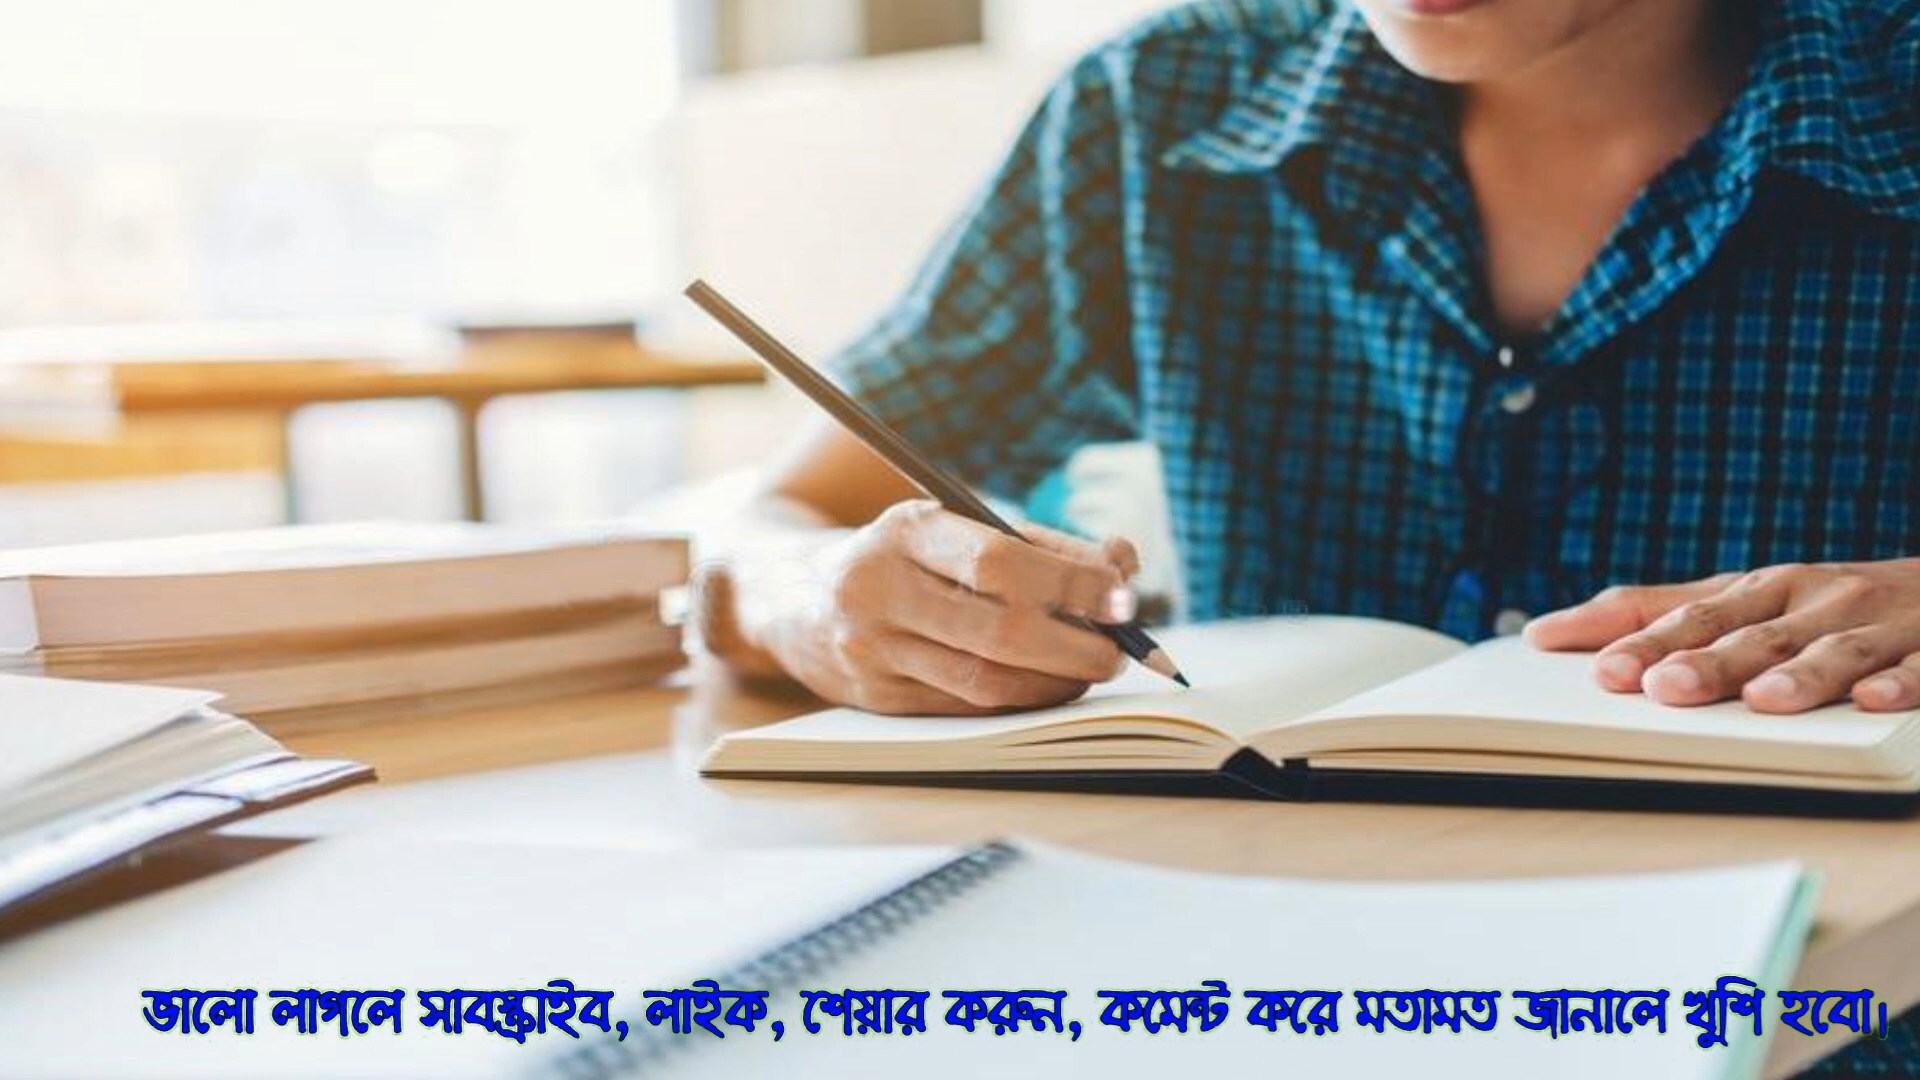 ভালো লাগলে সাবস্ক্রাইব, লাইক, শেয়ার করুন, কমেন্ট করে মতামত জানালে খুশি হবো।